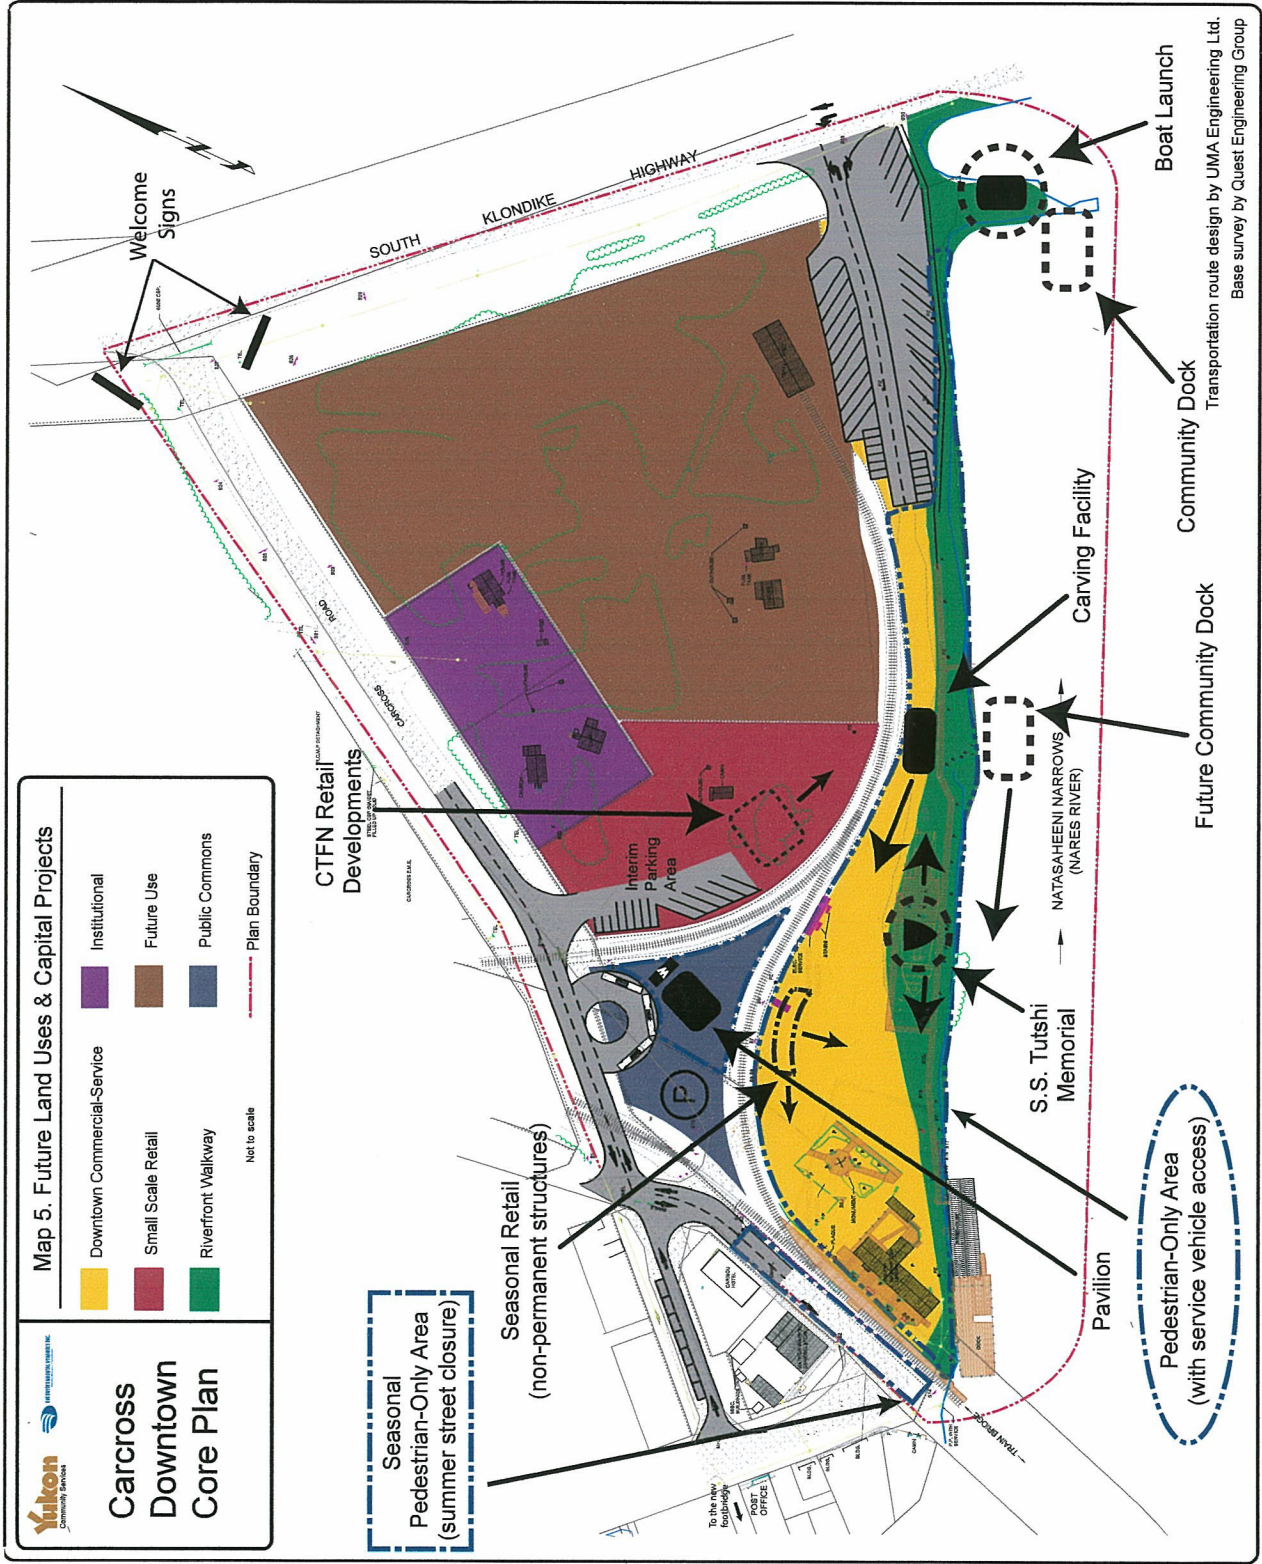 Yukon
Community Services
Carcross
Downtown
Core Plan
Map 5. Future Land Uses & Capital Projects
Downtown Commercial-Service
Small Scale Retail
Riverfront Walkway
Institutional
Future Use
Public Commons
Not to scale
Plan Boundary
Welcome
Signs
SOUTH KLONDIKE HIGHWAY
CARCROSS ROAD
CTFN Retail
Developments
Interim
Parking
Area
W
P
Seasonal
Pedestrian-Only Area
(summer street closure)
Seasonal Retail
(non-permanent structures)
CARIBOU
HOTEL
To the new
footbridge
POST
OFFICE
TRAIN BRIDGE
DOCK
PLAQUE
MONUMENT
Pavilion
Pedestrian-Only Area
(with service vehicle access)
S.S. Tutshi
Memorial
NATASAHEENI NARROWS
(NARES RIVER)
Future Community Dock
Carving Facility
Community Dock
Boat Launch
Transportation route design by UMA Engineering Ltd.
Base survey by Quest Engineering Group